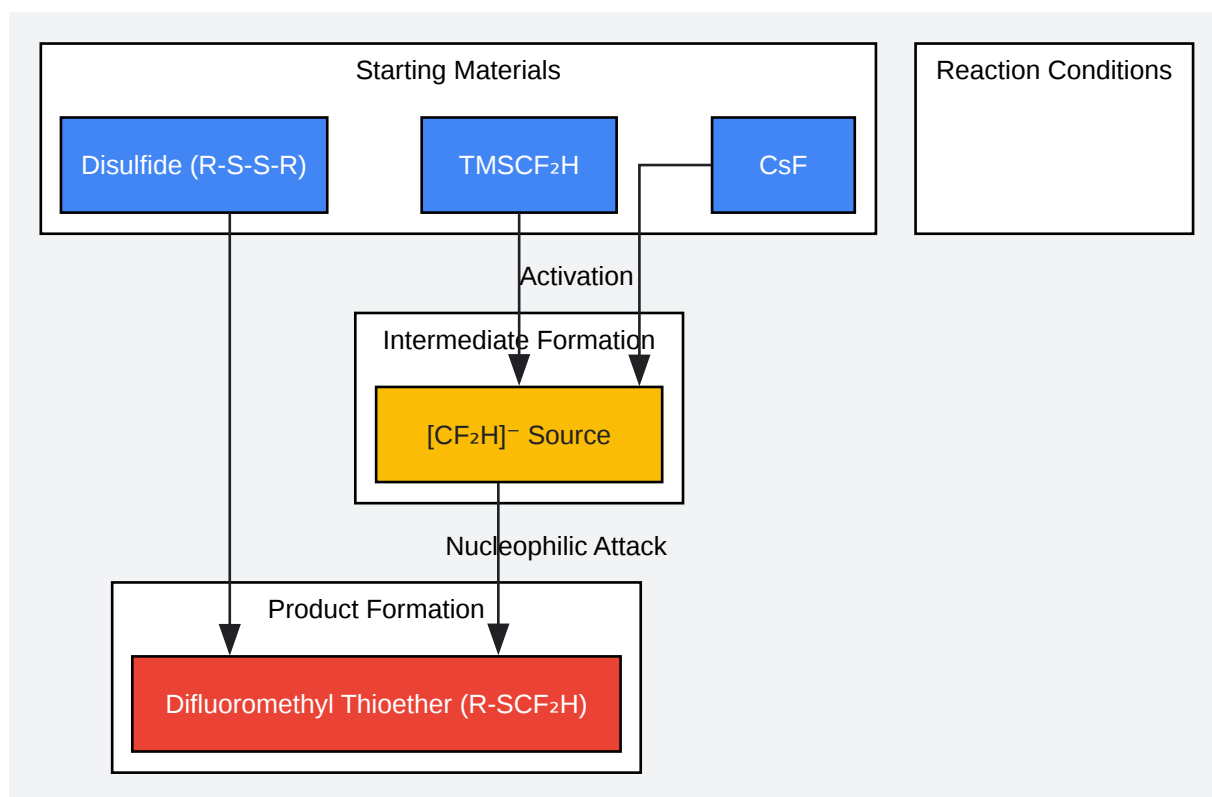 Starting Materials
Reaction Conditions
Disulfide (R-S-S-R)
TMSCF₂H
CsF
Activation
Intermediate Formation
[CF₂H]⁻ Source
Nucleophilic Attack
Product Formation
Difluoromethyl Thioether (R-SCF₂H)